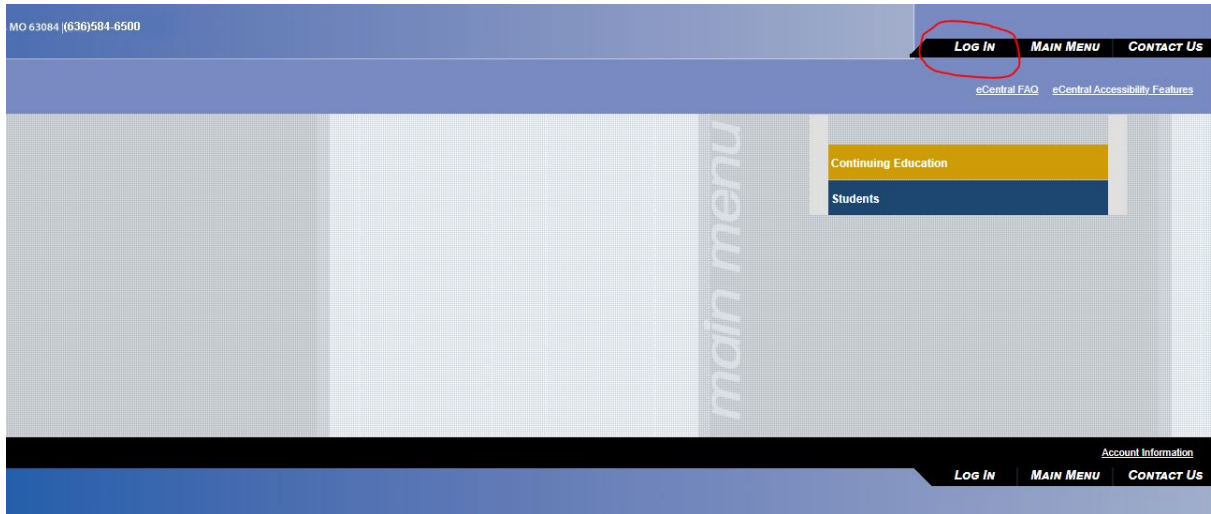 MO 63084 |(636)584-6500
LOG IN MAIN MENU CONTACT US
eCentral FAQ eCentral Accessibility Features
main menu
Continuing Education
Students
Account Information
LOG IN MAIN MENU CONTACT US